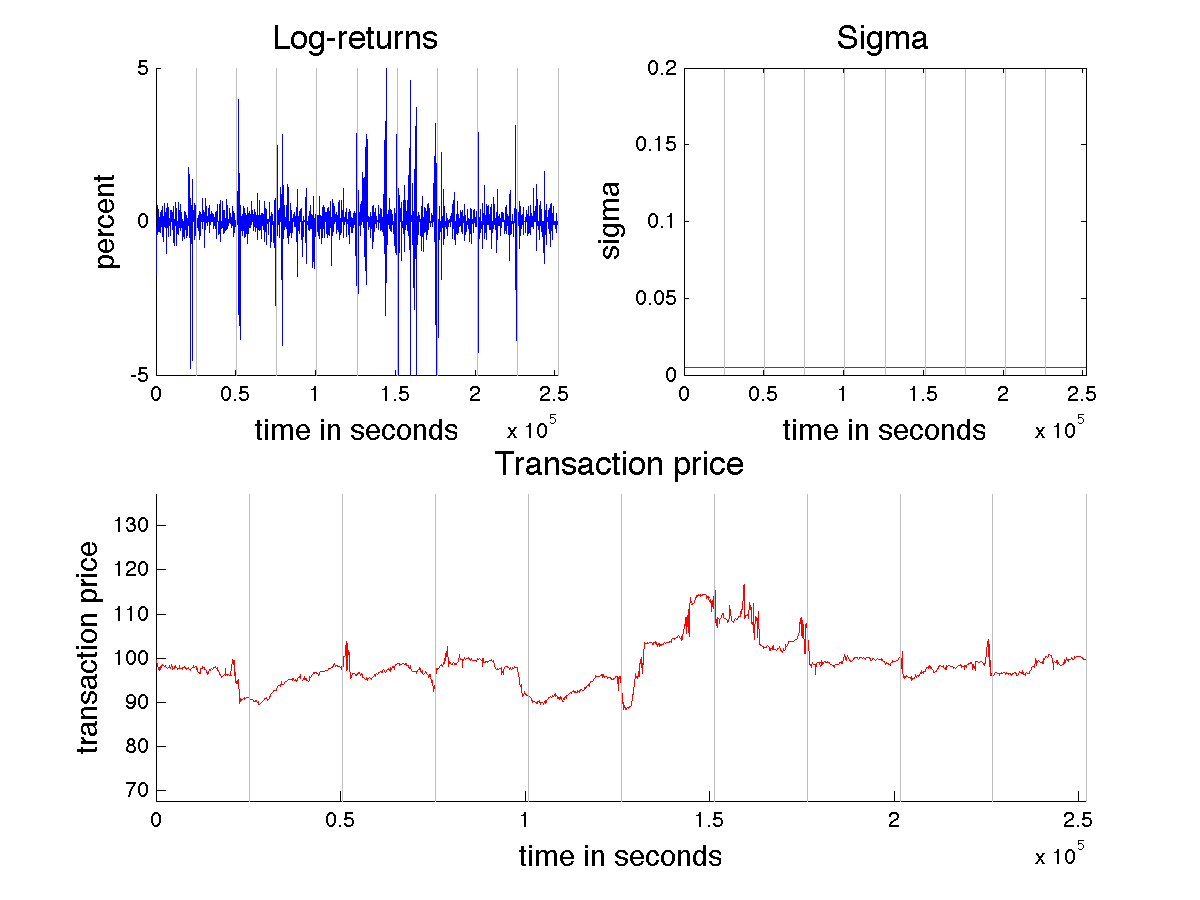 Log-returns
5
0
-5
percent
0 0.5 1 1.5 2 2.5
time in seconds
x 10^5
Sigma
0.2
0.15
0.1
0.05
0
sigma
0 0.5 1 1.5 2 2.5
time in seconds
x 10^5
Transaction price
130
120
110
100
90
80
70
transaction price
0 0.5 1 1.5 2 2.5
time in seconds
x 10^5